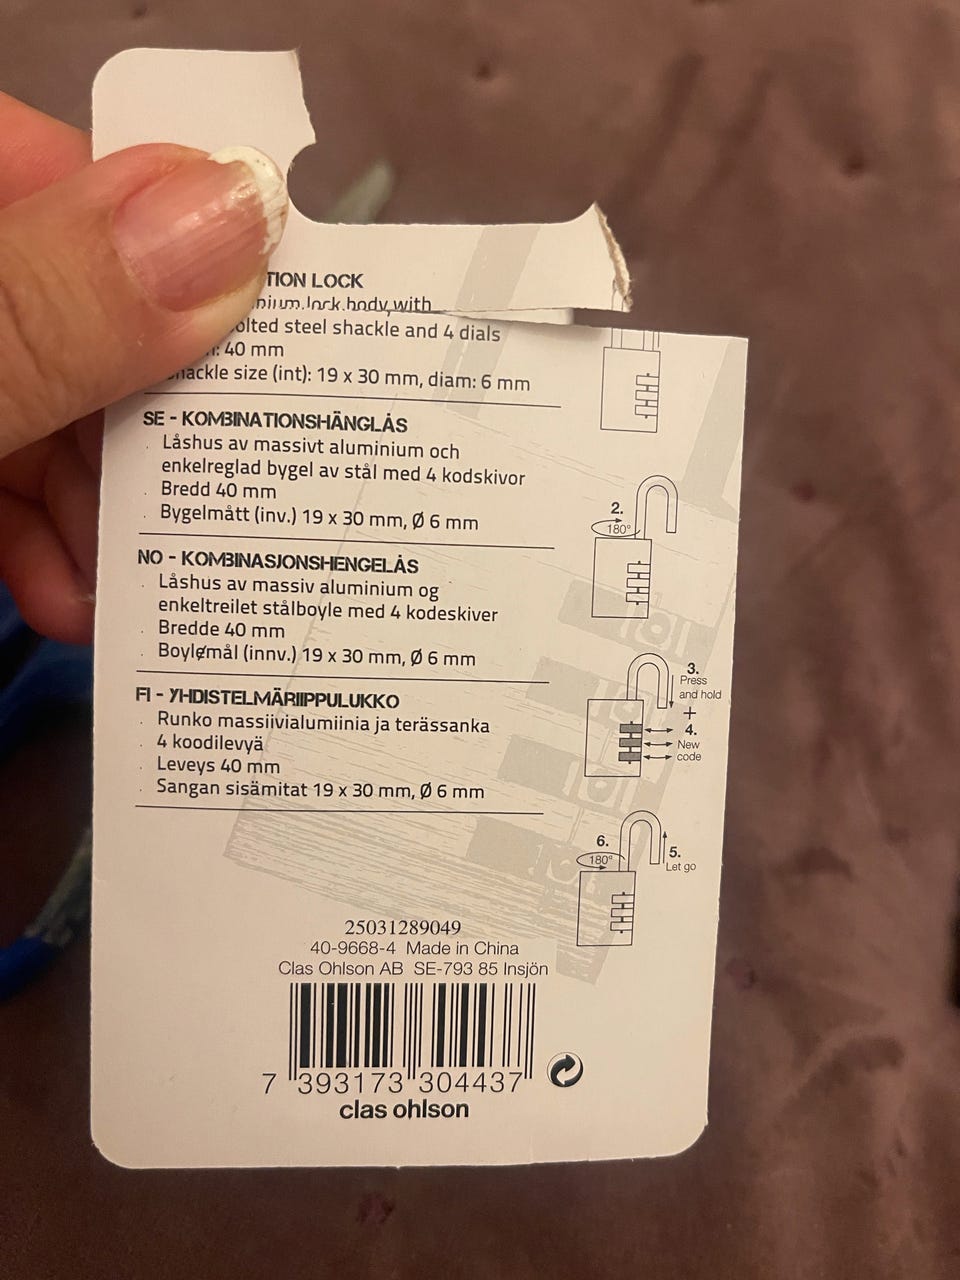 TION LOCK
lock body with
olted steel shackle and 4 dials
: 40 mm
hackle size (int): 19 x 30 mm, diam: 6 mm
SE - KOMBINATIONSHÄNGLÅS
Låshus av massivt aluminium och
enkelreglad bygel av stål med 4 kodskivor
Bredd 40 mm
Bygelmått (inv.) 19 x 30 mm, Ø 6 mm
NO - KOMBINASJONSHENGELÅS
Låshus av massiv aluminium og
enkeltreilet stålboyle med 4 kodeskiver
Bredde 40 mm
Boylemål (innv.) 19 x 30 mm, Ø 6 mm
FI - YHDISTELMÄRIIPPULUKKO
Runko massiivialumiinia ja terässanka
4 koodilevyä
Leveys 40 mm
Sangan sisämitat 19 x 30 mm, Ø 6 mm
2.
180°
3.
Press
and hold
+
4.
New
code
5.
Let go
6.
180°
25031289049
40-9668-4 Made in China
Clas Ohlson AB SE-793 85 Insjön
7 393173 304437
clas ohlson